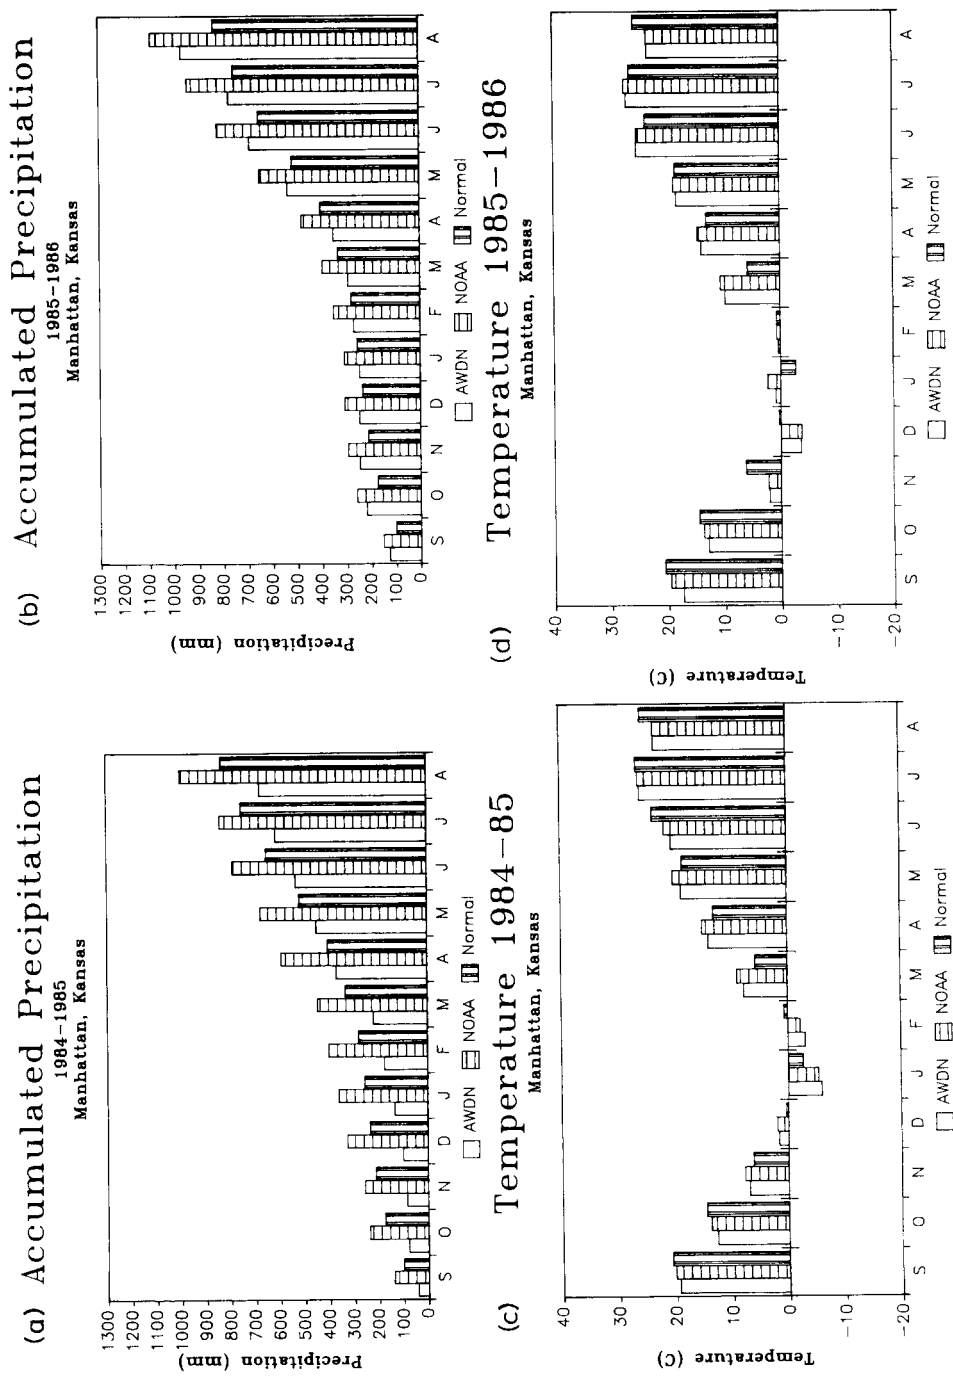 (a) Accumulated Precipitation
1984-1985
Manhattan, Kansas
Precipitation (mm)
1300
1200
1100
1000
900
800
700
600
500
400
300
200
100
0
S O N D J F M A M J J A
AWDN NOAA Normal
(b) Accumulated Precipitation
1985-1986
Manhattan, Kansas
Precipitation (mm)
1300
1200
1100
1000
900
800
700
600
500
400
300
200
100
0
S O N D J F M A M J J A
AWDN NOAA Normal
(c) Temperature 1984-85
Manhattan, Kansas
Temperature (C)
40
30
20
10
0
-10
-20
S O N D J F M A M J J A
AWDN NOAA Normal
(d) Temperature 1985-1986
Manhattan, Kansas
Temperature (C)
40
30
20
10
0
-10
-20
S O N D J F M A M J J A
AWDN NOAA Normal